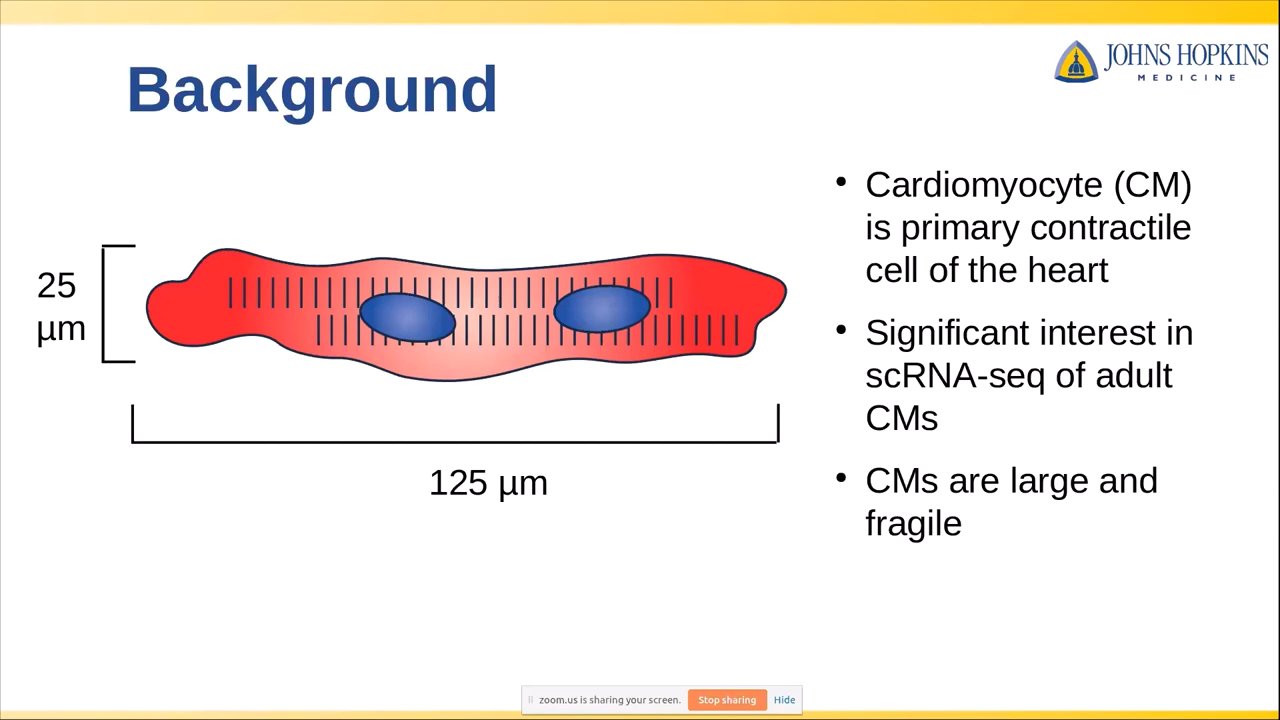 Background
JOHNS HOPKINS
MEDICINE
25
µm
125 µm
• Cardiomyocyte (CM)
is primary contractile
cell of the heart
• Significant interest in
scRNA-seq of adult
CMs
• CMs are large and
fragile
zoom.us is sharing your screen. Stop sharing Hide